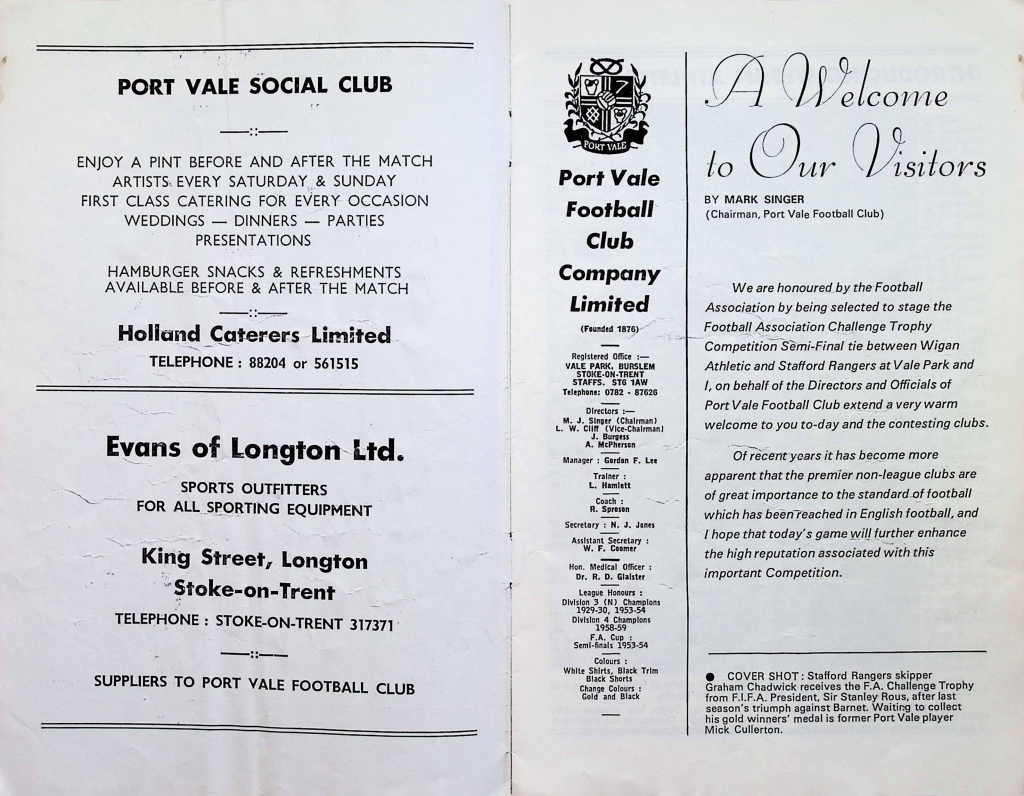 PORT VALE SOCIAL CLUB
ENJOY A PINT BEFORE AND AFTER THE MATCH
ARTISTS EVERY SATURDAY & SUNDAY
FIRST CLASS CATERING FOR EVERY OCCASION
WEDDINGS — DINNERS — PARTIES
PRESENTATIONS
HAMBURGER SNACKS & REFRESHMENTS
AVAILABLE BEFORE & AFTER THE MATCH
Holland Caterers Limited
TELEPHONE : 88204 or 561515
Evans of Longton Ltd.
SPORTS OUTFITTERS
FOR ALL SPORTING EQUIPMENT
King Street, Longton
Stoke-on-Trent
TELEPHONE : STOKE-ON-TRENT 317371
SUPPLIERS TO PORT VALE FOOTBALL CLUB
PORT VALE
Port Vale
Football
Club
Company
Limited
(Founded 1876)
Registered Office :—
VALE PARK, BURSLEM
STOKE-ON-TRENT
STAFFS. ST6 1AW
Telephone: 0782 - 87626
Directors :—
M. J. Singer (Chairman)
L. W. Cliff (Vice-Chairman)
J. Burgess
A. McPherson
Manager : Gordon F. Lee
Trainer :
L. Hamlett
Coach :
R. Sproson
Secretary : N. J. Jones
Assistant Secretary :
W. F. Coomer
Hon. Medical Officer :
Dr. R. D. Glaister
League Honours :
Division 3 (N) Champions
1929-30, 1953-54
Division 4 Champions
1958-59
F.A. Cup :
Semi-finals 1953-54
Colours :
White Shirts, Black Trim
Black Shorts
Change Colours :
Gold and Black
A Welcome
to Our Visitors
BY MARK SINGER
(Chairman, Port Vale Football Club)
We are honoured by the Football
Association by being selected to stage the
Football Association Challenge Trophy
Competition Semi-Final tie between Wigan
Athletic and Stafford Rangers at Vale Park and
I, on behalf of the Directors and Officials of
Port Vale Football Club extend a very warm
welcome to you to-day and the contesting clubs.
Of recent years it has become more
apparent that the premier non-league clubs are
of great importance to the standard of football
which has been reached in English football, and
I hope that today's game will further enhance
the high reputation associated with this
important Competition.
● COVER SHOT : Stafford Rangers skipper
Graham Chadwick receives the F.A. Challenge Trophy
from F.I.F.A. President, Sir Stanley Rous, after last
season's triumph against Barnet. Waiting to collect
his gold winners' medal is former Port Vale player
Mick Cullerton.